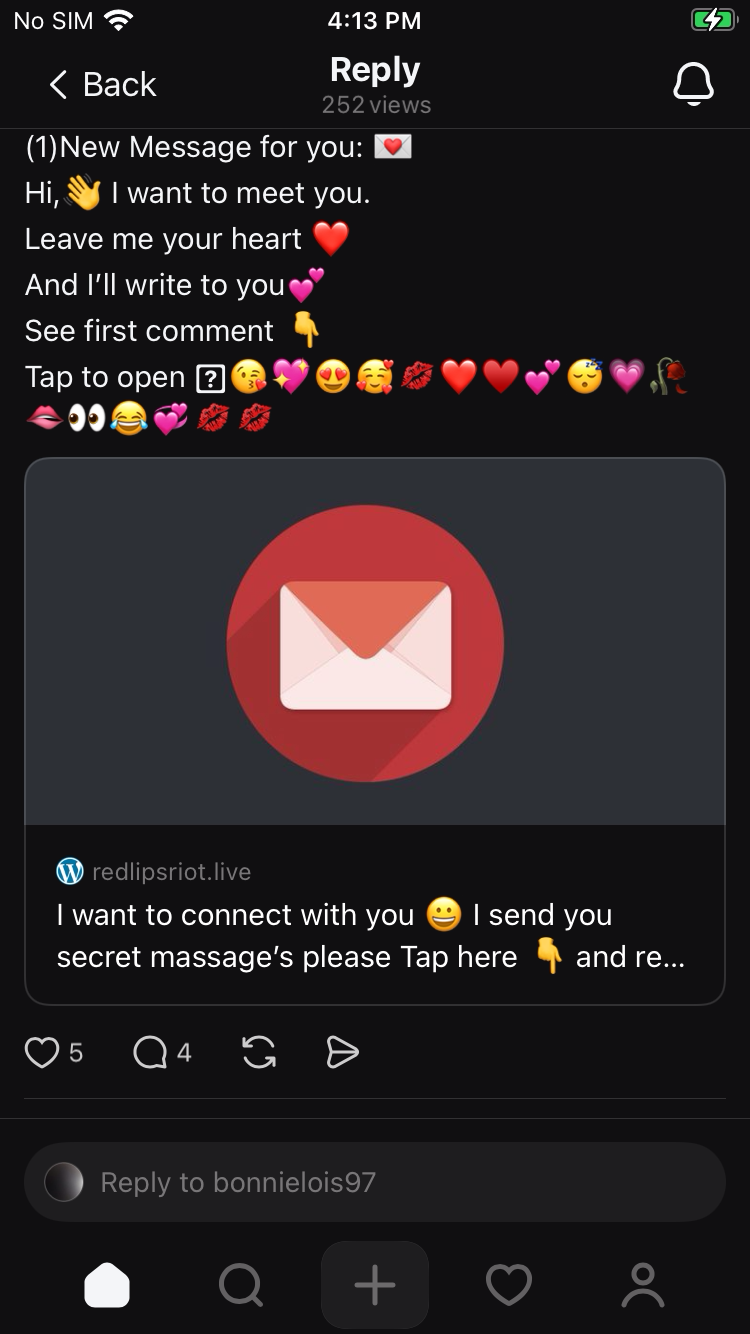 No SIM 4:13 PM
Back
Reply
252 views
(1)New Message for you: 💌
Hi,👋 I want to meet you.
Leave me your heart ❤️
And I’ll write to you💕
See first comment 👇
Tap to open ⍰😘💖😍🥰💋❤️♥️💕😴💗🥀
🫦👀😂💞💋💋
redlipsriot.live
I want to connect with you 😀 I send you
secret massage’s please Tap here 👇 and re...
5 4
Reply to bonnielois97